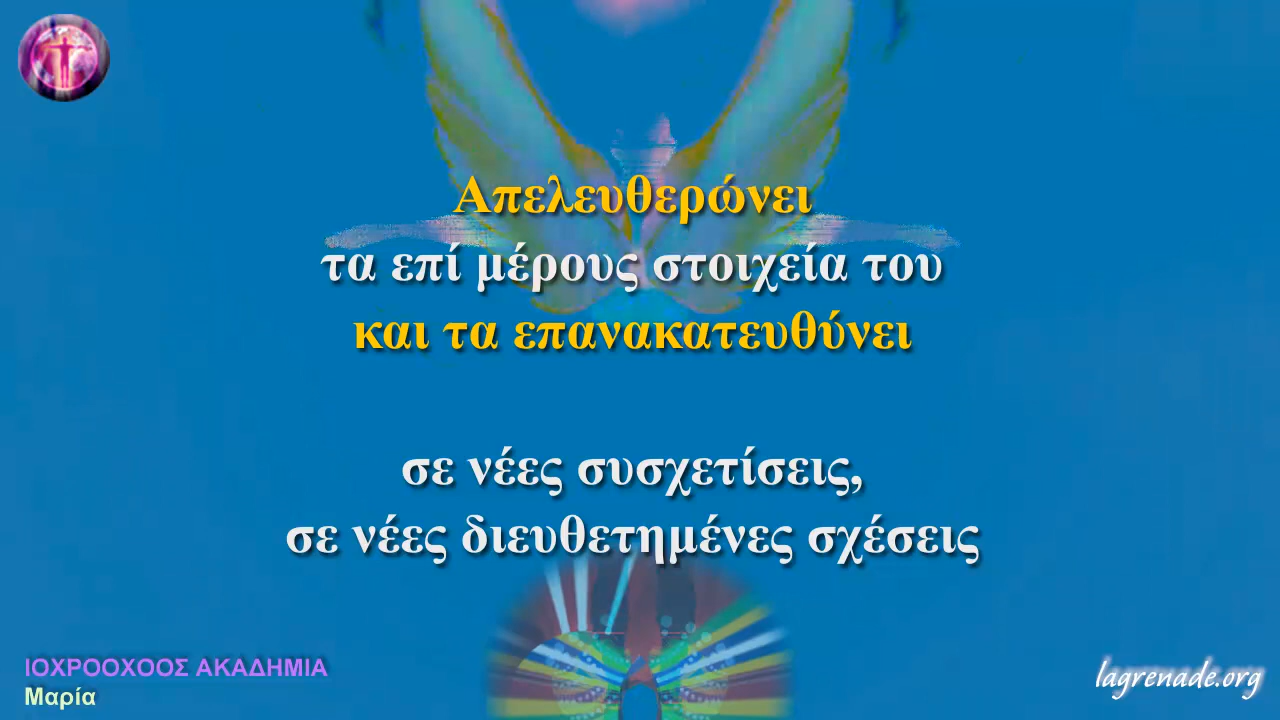 Απελευθερώνει
τα επί μέρους στοιχεία του
και τα επανακατευθύνει
σε νέες συσχετίσεις,
σε νέες διευθετημένες σχέσεις
ΙΟΧΡΟΟΧΟΟΣ ΑΚΑΔΗΜΙΑ
Μαρία
lagrenade.org